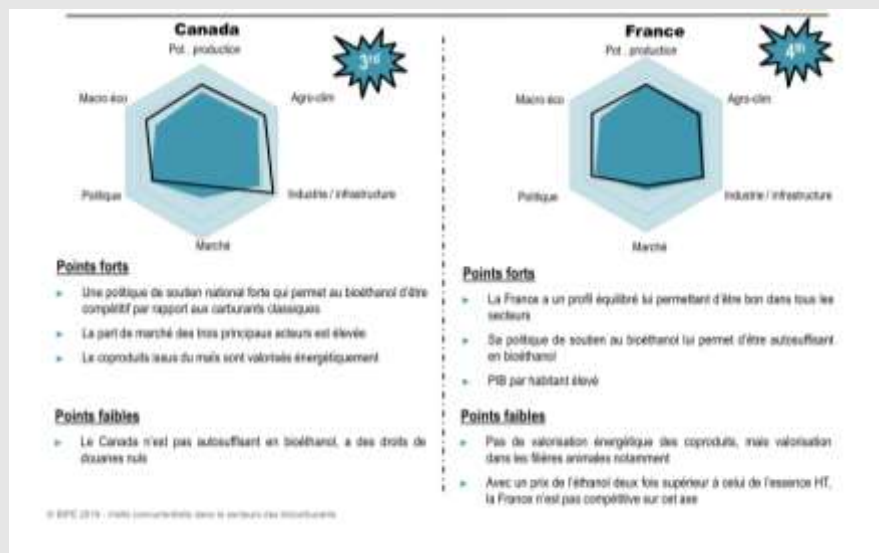 Canada
Pot . production
3rd
Macro éco
Agro-clim
Politique
Industrie / infrastructure
Marché
Points forts
Une politique de soutien national forte qui permet au bioéthanol d'être
compétitif par rapport aux carburants classiques
La part de marché des trois principaux acteurs est élevée
Le coproduits issus du maïs sont valorisés énergétiquement
Points faibles
Le Canada n'est pas autosuffisant en bioéthanol, a des droits de
douanes nuls
France
Pot . production
4th
Macro éco
Agro-clim
Politique
Industrie / infrastructure
Marché
Points forts
La France a un profil équilibré lui permettant d'être bon dans tous les
secteurs
Sa politique de soutien au bioéthanol lui permet d'être autosuffisant
en bioéthanol
PIB par habitant élevé
Points faibles
Pas de valorisation énergétique des coproduits, mais valorisation
dans les filières animales notamment
Avec un prix de l'éthanol deux fois supérieur à celui de l'essence HT,
la France n'est pas compétitive sur cet axe
dans le secteurs des biocarburants